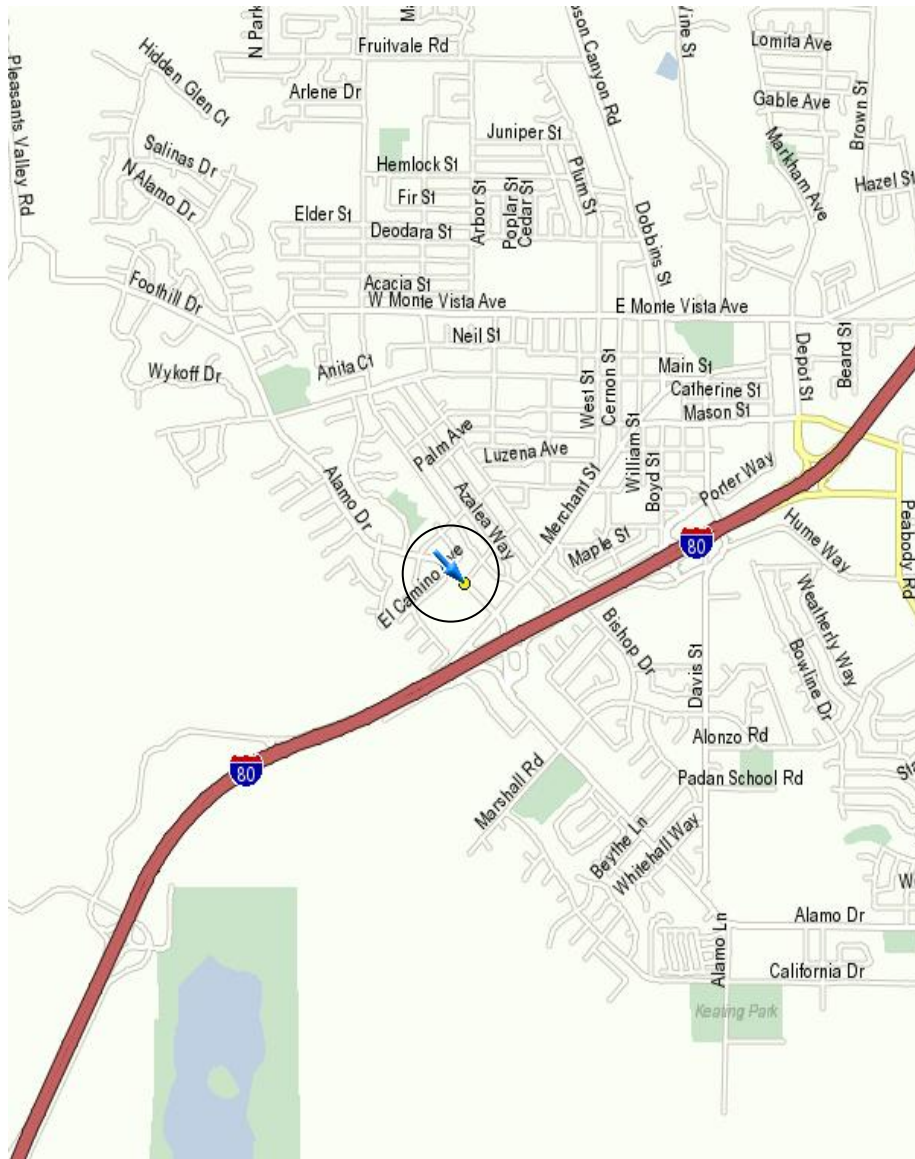 N Park
Fruitvale Rd
Lomita Ave
Hidden Glen Ct
Arlene Dr
Gable Ave
Brown St
Pleasants Valley Rd
Juniper St
Markham Ave
Salinas Dr
Hemlock St
Plum St
Hazel St
N Alamo Dr
Fir St
Arbor St
Poplar St
Cedar St
Dobbins St
Elder St
Deodara St
Foothill Dr
Acacia St
W Monte Vista Ave
E Monte Vista Ave
Neil St
Wykoff Dr
Anita Ct
West St
Cernon St
Main St
Catherine St
Mason St
Depot St
Beard St
Palm Ave
Luzena Ave
William St
Boyd St
Porter Way
Alamo Dr
Azalea Way
Merchant St
Maple St
80
Hume Way
Peabody Rd
El Camino Ave
Bishop Dr
Davis St
Weatherly Way
Bowline Dr
80
Alonzo Rd
Marshall Rd
Padan School Rd
Beythe Ln
Whitehall Way
Alamo Ln
Alamo Dr
California Dr
Keating Park